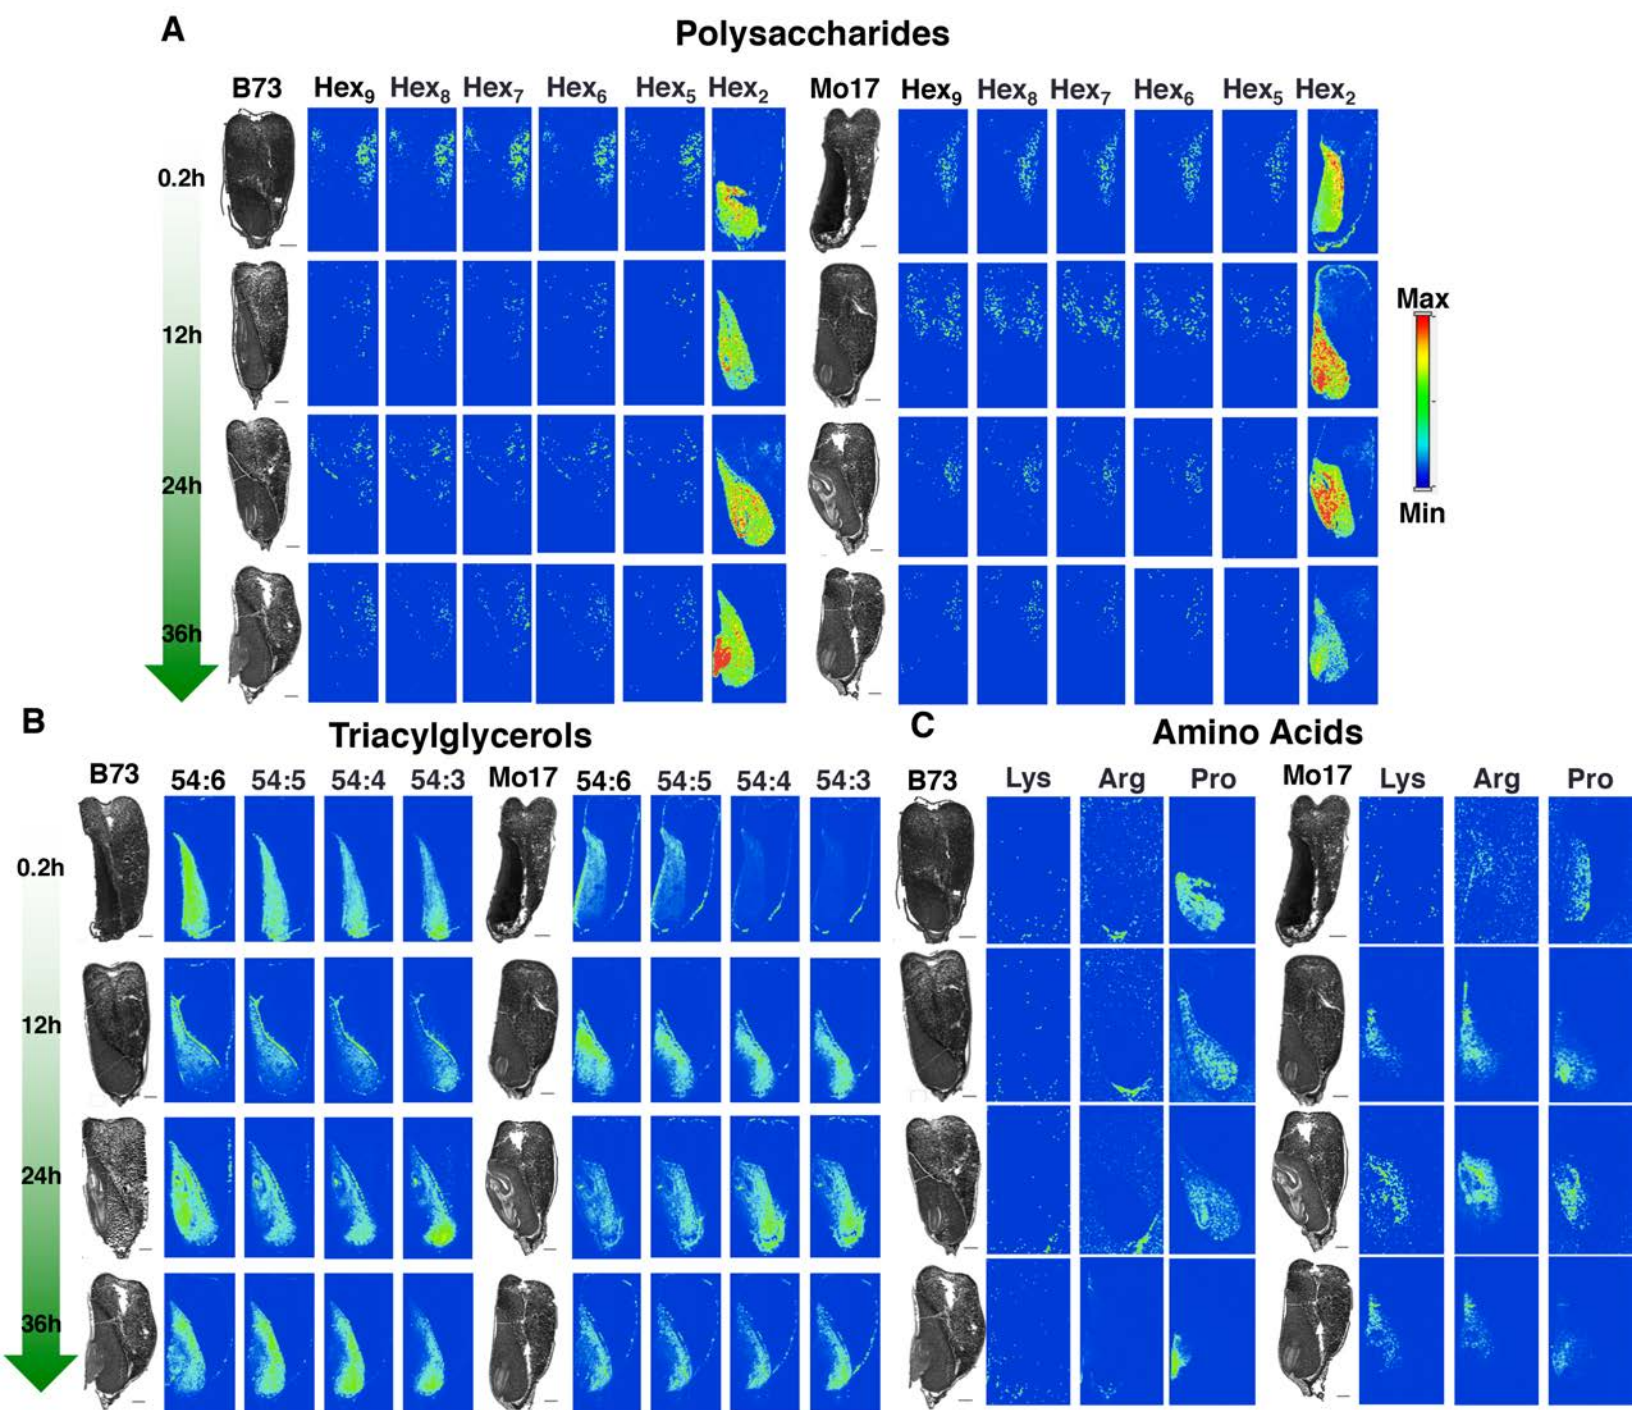 A
Polysaccharides
B73 Hex9 Hex8 Hex7 Hex6 Hex5 Hex2 Mo17 Hex9 Hex8 Hex7 Hex6 Hex5 Hex2
0.2h
12h
24h
36h
Max
Min
B
Triacylglycerols
B73 54:6 54:5 54:4 54:3 Mo17 54:6 54:5 54:4 54:3
0.2h
12h
24h
36h
C
Amino Acids
B73 Lys Arg Pro Mo17 Lys Arg Pro